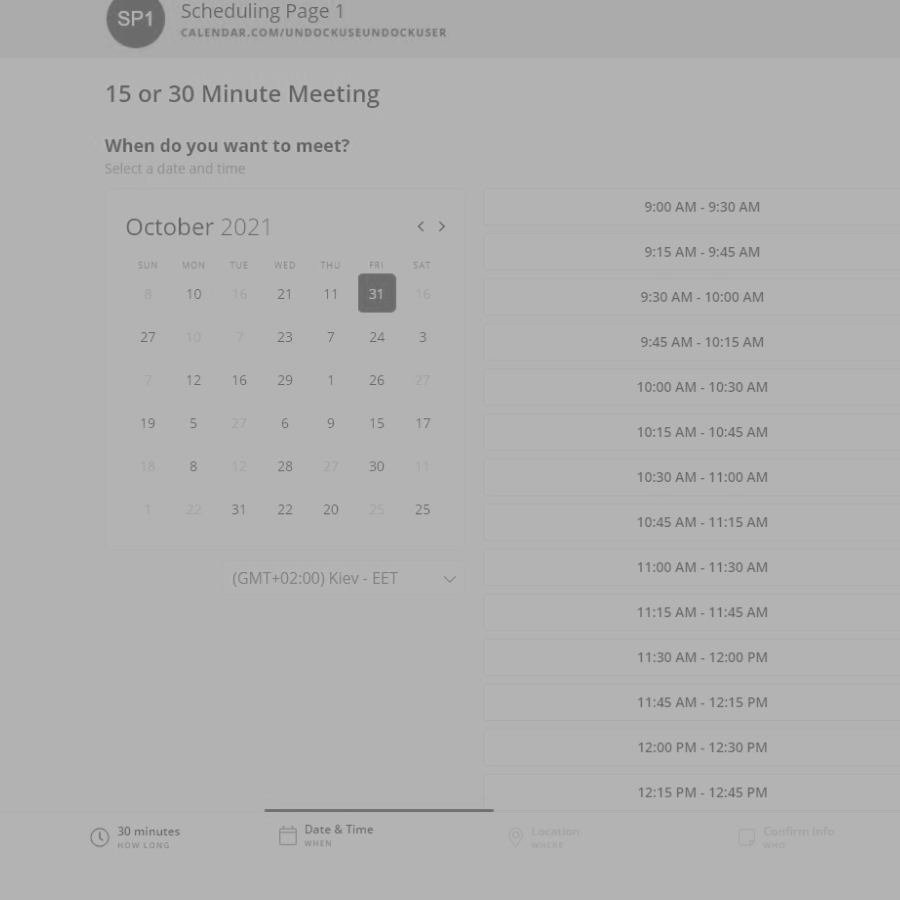 SP1
Scheduling Page 1
CALENDAR.COM/UNDOCKUSEUNDOCKUSER
15 or 30 Minute Meeting
When do you want to meet?
Select a date and time
October 2021
SUN MON TUE WED THU FRI SAT
8 10 16 21 11 31 16
27 10 7 23 7 24 3
7 12 16 29 1 26 27
19 5 27 6 9 15 17
18 8 12 28 27 30 11
1 22 31 22 20 25 25
(GMT+02:00) Kiev - EET
9:00 AM - 9:30 AM
9:15 AM - 9:45 AM
9:30 AM - 10:00 AM
9:45 AM - 10:15 AM
10:00 AM - 10:30 AM
10:15 AM - 10:45 AM
10:30 AM - 11:00 AM
10:45 AM - 11:15 AM
11:00 AM - 11:30 AM
11:15 AM - 11:45 AM
11:30 AM - 12:00 PM
11:45 AM - 12:15 PM
12:00 PM - 12:30 PM
12:15 PM - 12:45 PM
30 minutes
HOW LONG
Date & Time
WHEN
Location
WHERE
Confirm Info
WHO